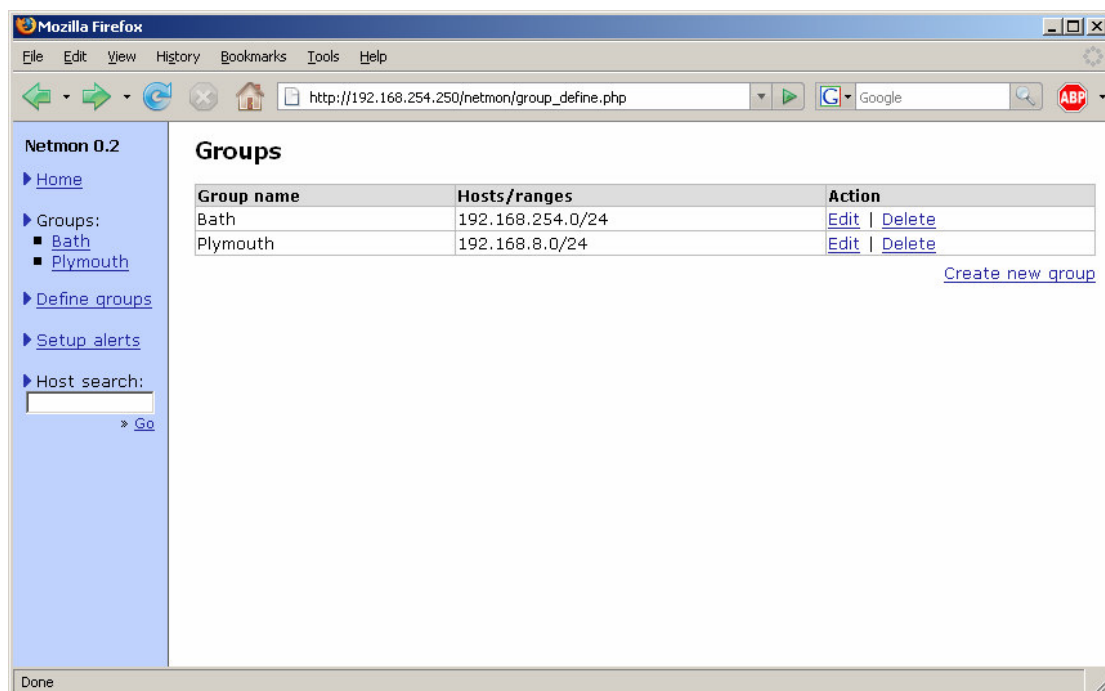 Mozilla Firefox
File Edit View History Bookmarks Tools Help
http://192.168.254.250/netmon/group_define.php
G Google
ABP
Netmon 0.2
Home
Groups:
Bath
Plymouth
Define groups
Setup alerts
Host search:
» Go
Groups
Group name Hosts/ranges Action
Bath 192.168.254.0/24 Edit | Delete
Plymouth 192.168.8.0/24 Edit | Delete
Create new group
Done